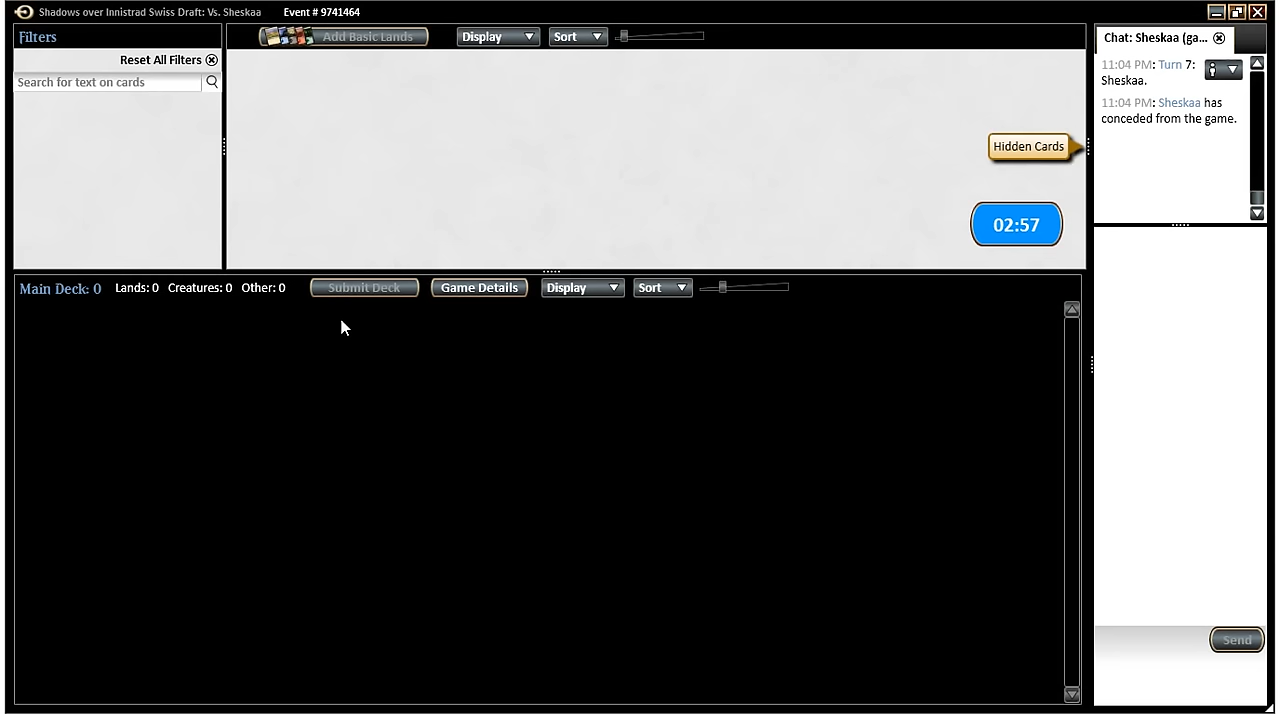 Shadows over Innistrad Swiss Draft: Vs. Sheskaa Event # 9741464
Filters
Reset All Filters
Search for text on cards
Add Basic Lands Display Sort
Hidden Cards
02:57
Main Deck: 0 Lands: 0 Creatures: 0 Other: 0 Submit Deck Game Details Display Sort
Chat: Sheskaa (ga...
11:04 PM: Turn 7:
Sheskaa.
11:04 PM: Sheskaa has
conceded from the game.
Send